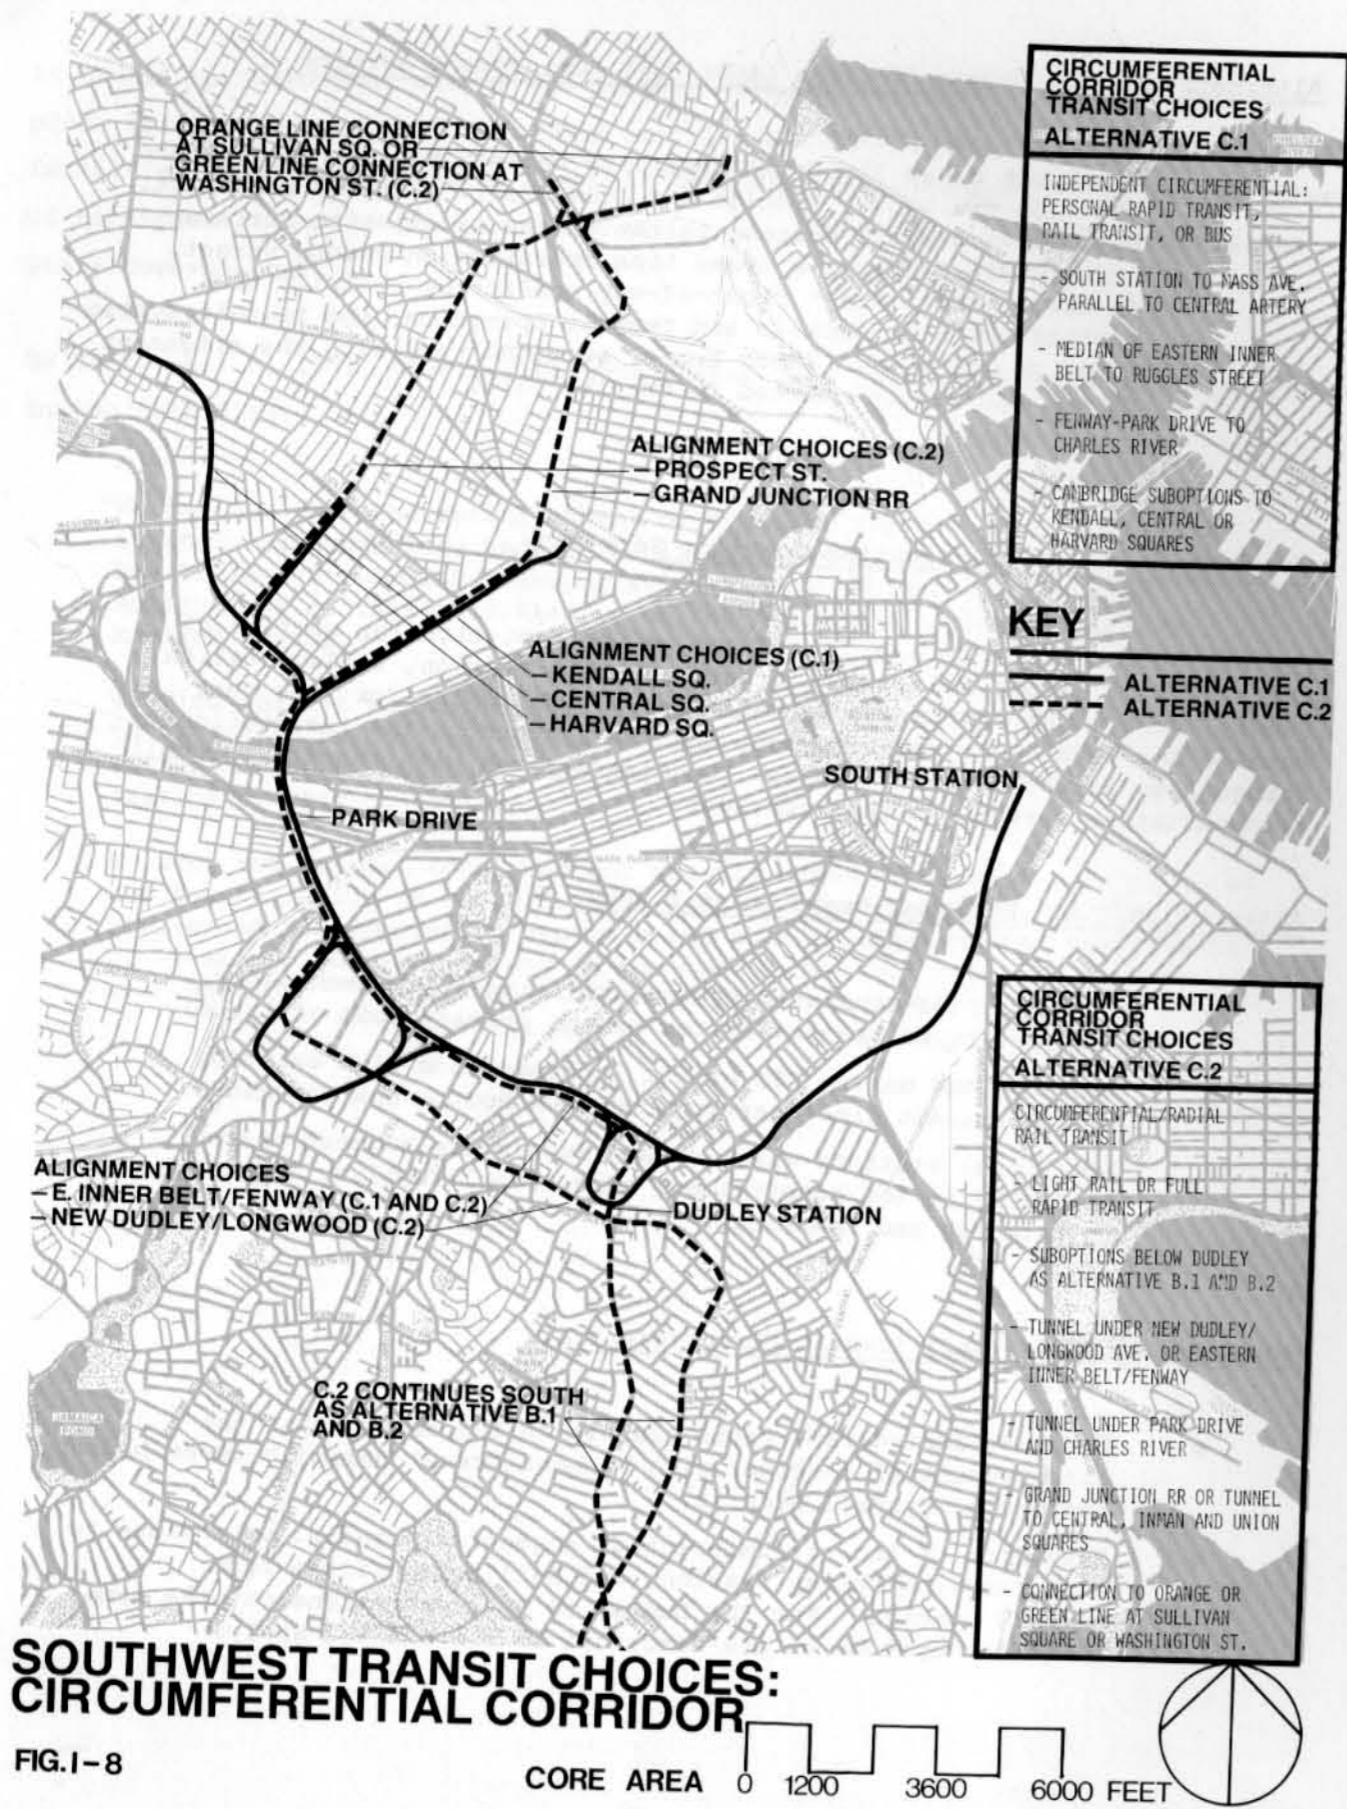 ORANGE LINE CONNECTION
AT SULLIVAN SQ. OR
GREEN LINE CONNECTION AT
WASHINGTON ST. (C.2)
ALIGNMENT CHOICES (C.2)
– PROSPECT ST.
– GRAND JUNCTION RR
ALIGNMENT CHOICES (C.1)
– KENDALL SQ.
– CENTRAL SQ.
– HARVARD SQ.
SOUTH STATION
PARK DRIVE
ALIGNMENT CHOICES
– E. INNER BELT/FENWAY (C.1 AND C.2)
– NEW DUDLEY/LONGWOOD (C.2)
DUDLEY STATION
C.2 CONTINUES SOUTH
AS ALTERNATIVE B.1
AND B.2
JAMAICA
POND
WESTERN AVE
CIRCUMFERENTIAL
CORRIDOR
TRANSIT CHOICES
ALTERNATIVE C.1
INDEPENDENT CIRCUMFERENTIAL:
PERSONAL RAPID TRANSIT,
RAIL TRANSIT, OR BUS
- SOUTH STATION TO MASS AVE.
PARALLEL TO CENTRAL ARTERY
- MEDIAN OF EASTERN INNER
BELT TO RUGGLES STREET
- FENWAY-PARK DRIVE TO
CHARLES RIVER
- CAMBRIDGE SUBOPTIONS TO
KENDALL, CENTRAL OR
HARVARD SQUARES
CHELSEA
RIVER
KEY
ALTERNATIVE C.1
ALTERNATIVE C.2
CIRCUMFERENTIAL
CORRIDOR
TRANSIT CHOICES
ALTERNATIVE C.2
CIRCUMFERENTIAL/RADIAL
RAIL TRANSIT
- LIGHT RAIL OR FULL
RAPID TRANSIT
- SUBOPTIONS BELOW DUDLEY
AS ALTERNATIVE B.1 AND B.2
- TUNNEL UNDER NEW DUDLEY/
LONGWOOD AVE. OR EASTERN
INNER BELT/FENWAY
- TUNNEL UNDER PARK DRIVE
AND CHARLES RIVER
- GRAND JUNCTION RR OR TUNNEL
TO CENTRAL, INMAN AND UNION
SQUARES
- CONNECTION TO ORANGE OR
GREEN LINE AT SULLIVAN
SQUARE OR WASHINGTON ST.
SOUTHWEST TRANSIT CHOICES:
CIRCUMFERENTIAL CORRIDOR
FIG. I-8
CORE AREA
0 1200 3600 6000 FEET